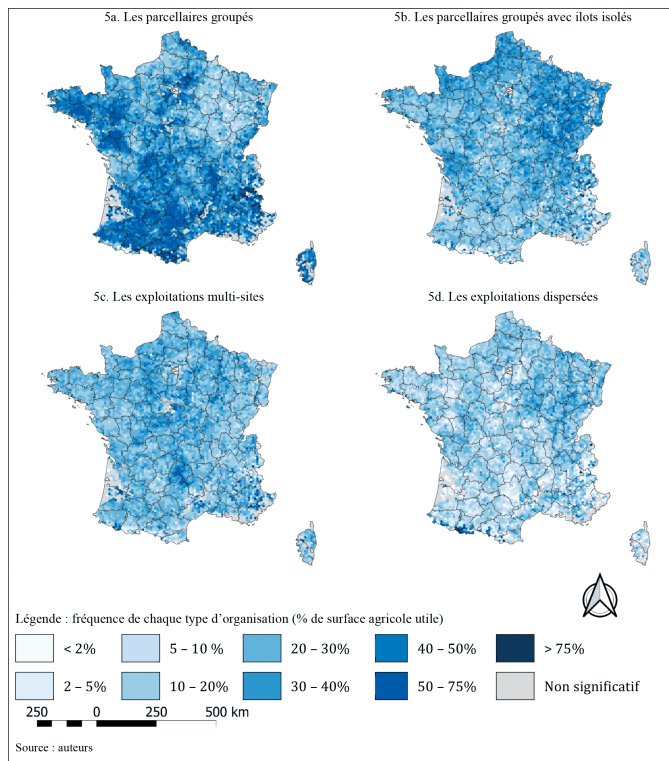 5a. Les parcellaires groupés
5b. Les parcellaires groupés avec ilots isolés
5c. Les exploitations multi-sites
5d. Les exploitations dispersées
Légende : fréquence de chaque type d'organisation (% de surface agricole utile)
< 2%
5 – 10 %
20 – 30%
40 – 50%
> 75%
2 – 5%
10 – 20%
30 – 40%
50 – 75%
Non significatif
250 0 250 500 km
Source : auteurs